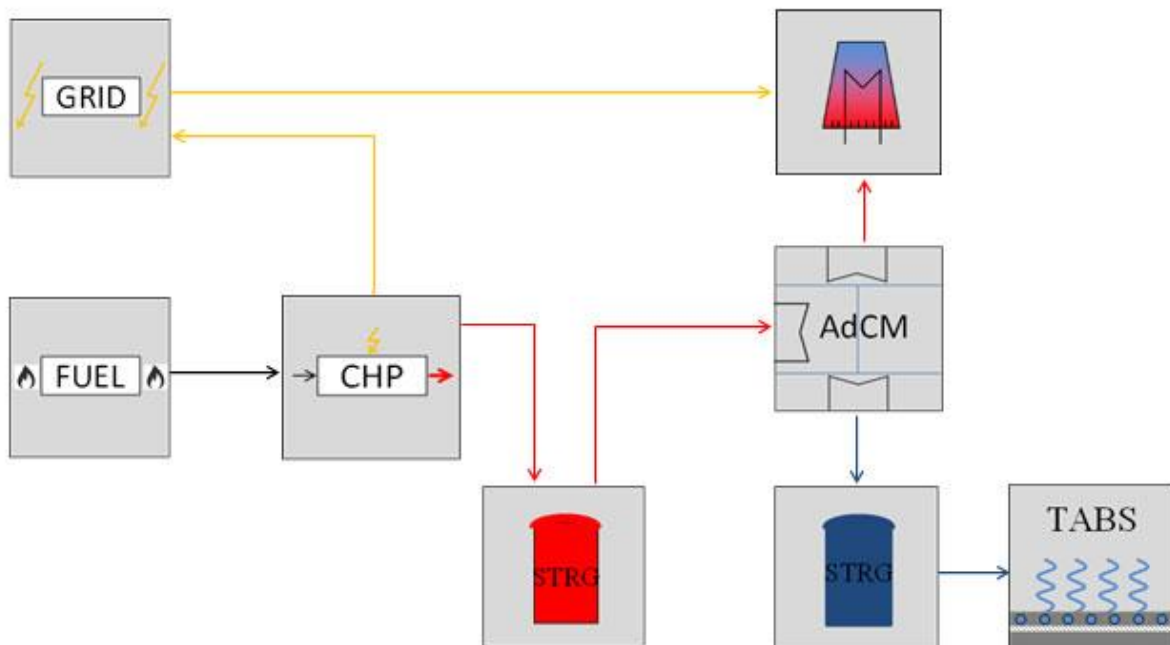 GRID
FUEL
CHP
AdCM
STRG
STRG
TABS